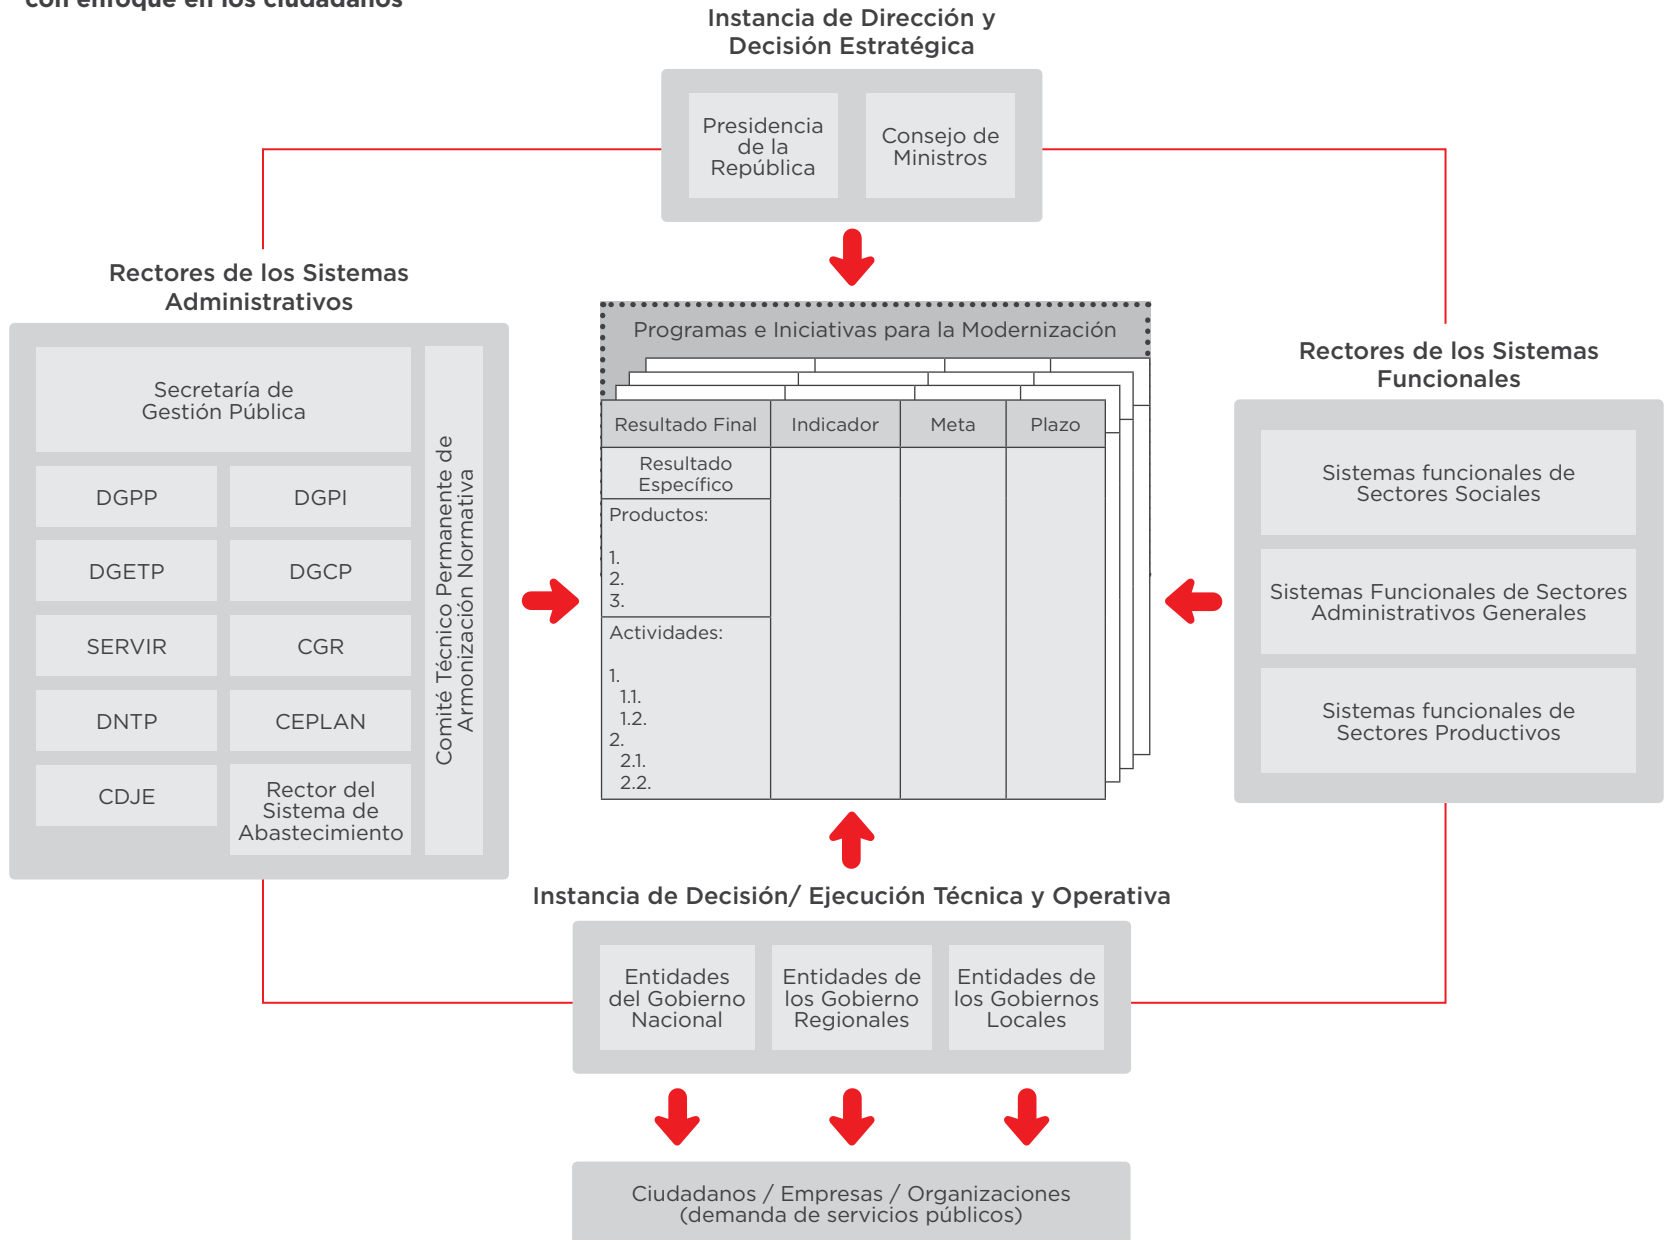 con enfoque en los ciudadanos
Instancia de Dirección y
Decisión Estratégica
Presidencia
de la
República
Consejo de
Ministros
Rectores de los Sistemas
Administrativos
Secretaría de
Gestión Pública
DGPP
DGPI
DGETP
DGCP
SERVIR
CGR
DNTP
CEPLAN
CDJE
Rector del
Sistema de
Abastecimiento
Comité Técnico Permanente de
Armonización Normativa
Programas e Iniciativas para la Modernización
Resultado Final
Indicador
Meta
Plazo
Resultado
Específico
Productos:
1.
2.
3.
Actividades:
1.
1.1.
1.2.
2.
2.1.
2.2.
Rectores de los Sistemas
Funcionales
Sistemas funcionales de
Sectores Sociales
Sistemas Funcionales de Sectores
Administrativos Generales
Sistemas funcionales de
Sectores Productivos
Instancia de Decisión/ Ejecución Técnica y Operativa
Entidades
del Gobierno
Nacional
Entidades de
los Gobierno
Regionales
Entidades de
los Gobiernos
Locales
Ciudadanos / Empresas / Organizaciones
(demanda de servicios públicos)